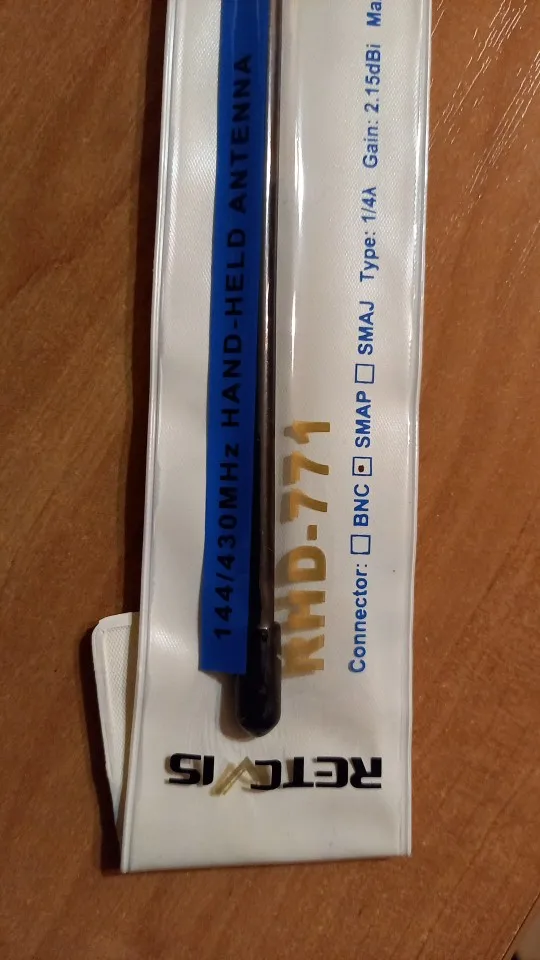 144/430MHz HAND-HELD ANTENNA
RHD-771
Connector: □ BNC ▣ SMAP □ SMAJ Type: 1/4λ Gain: 2.15dBi
RETEVIS